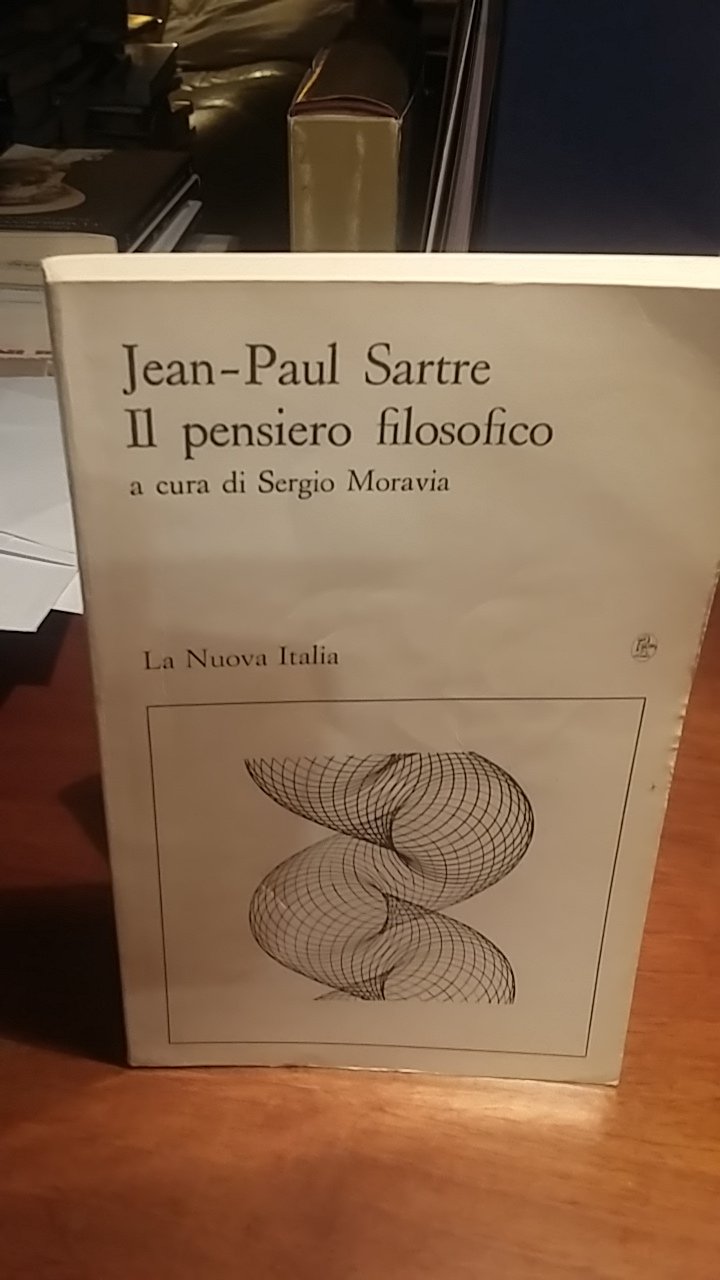 Jean-Paul Sartre
Il pensiero filosofico
a cura di Sergio Moravia
La Nuova Italia